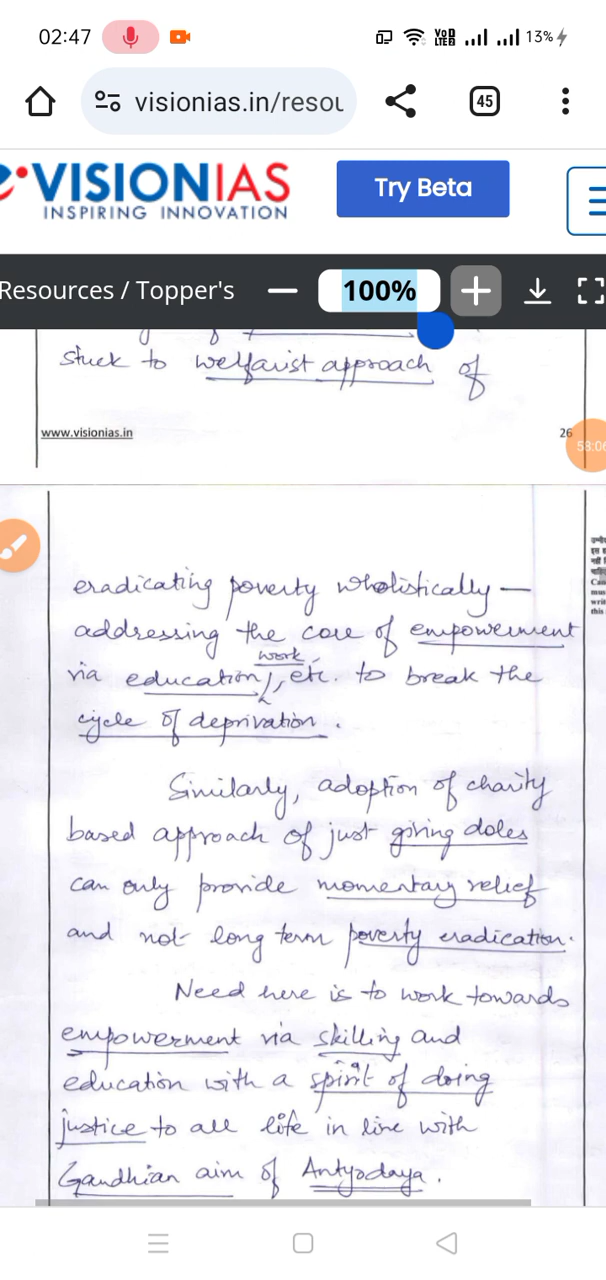 02:47
VoD LTE2
13%
visionias.in/resou
45
VISIONIAS
INSPIRING INNOVATION
Try Beta
Resources / Topper's
100%
stuck to welfarist approach of
www.visionias.in
26
58:06
eradicating poverty wholistically —
addressing the core of empowerment
work
via education, etc. to break the
cycle of deprivation.
Similarly, adoption of charity
based approach of just giving doles
can only provide momentary relief
and not long term poverty eradication.
Need here is to work towards
empowerment via skilling and
education with a spirit of doing
justice to all life in line with
Gandhian aim of Antyodaya.